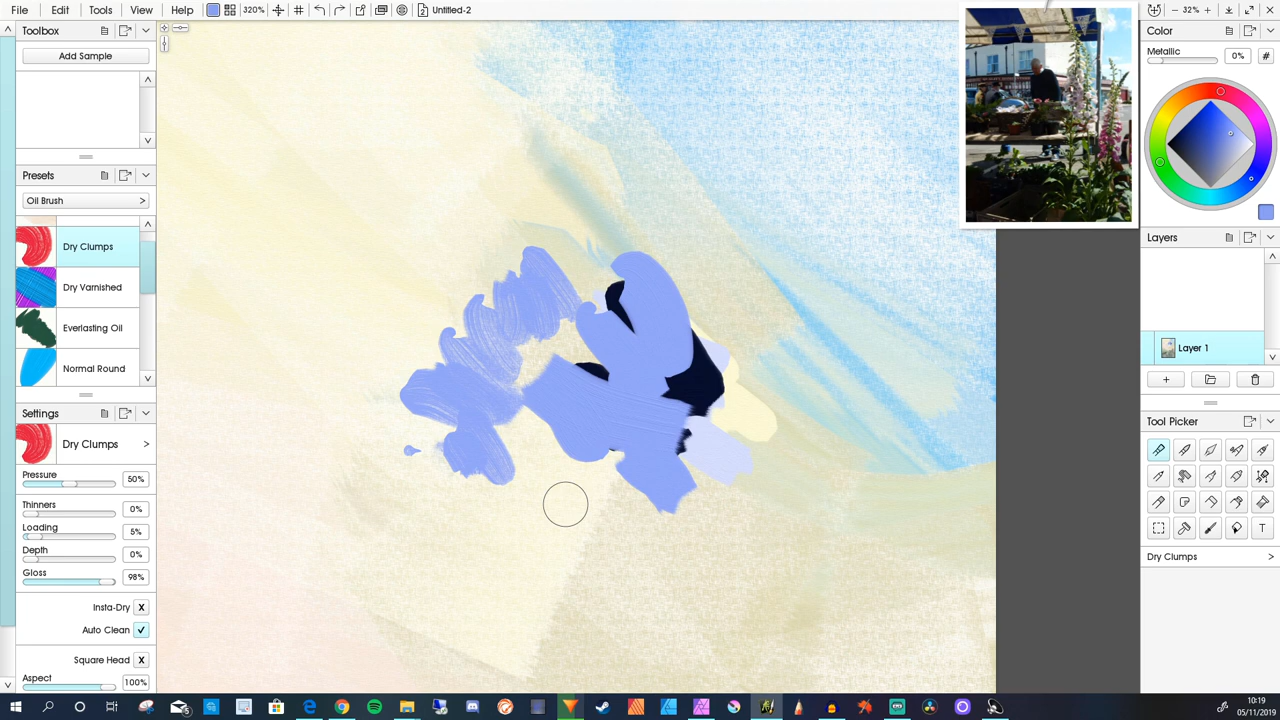 File Edit Tools View Help 320% 2 Untitled-2
32%
Toolbox
Add Sample
Presets
Oil Brush >
Dry Clumps
Dry Varnished
Everlasting Oil
Normal Round
Settings
Dry Clumps >
Pressure 50%
Thinners 0%
Loading 5%
Depth 0%
Gloss 98%
Insta-Dry X
Auto Clean ✓
Square Head X
Aspect 100%
Color
Metallic
0% #
Layers
Layer 1
Tool Picker
T
Dry Clumps >
10:19
05/11/2019